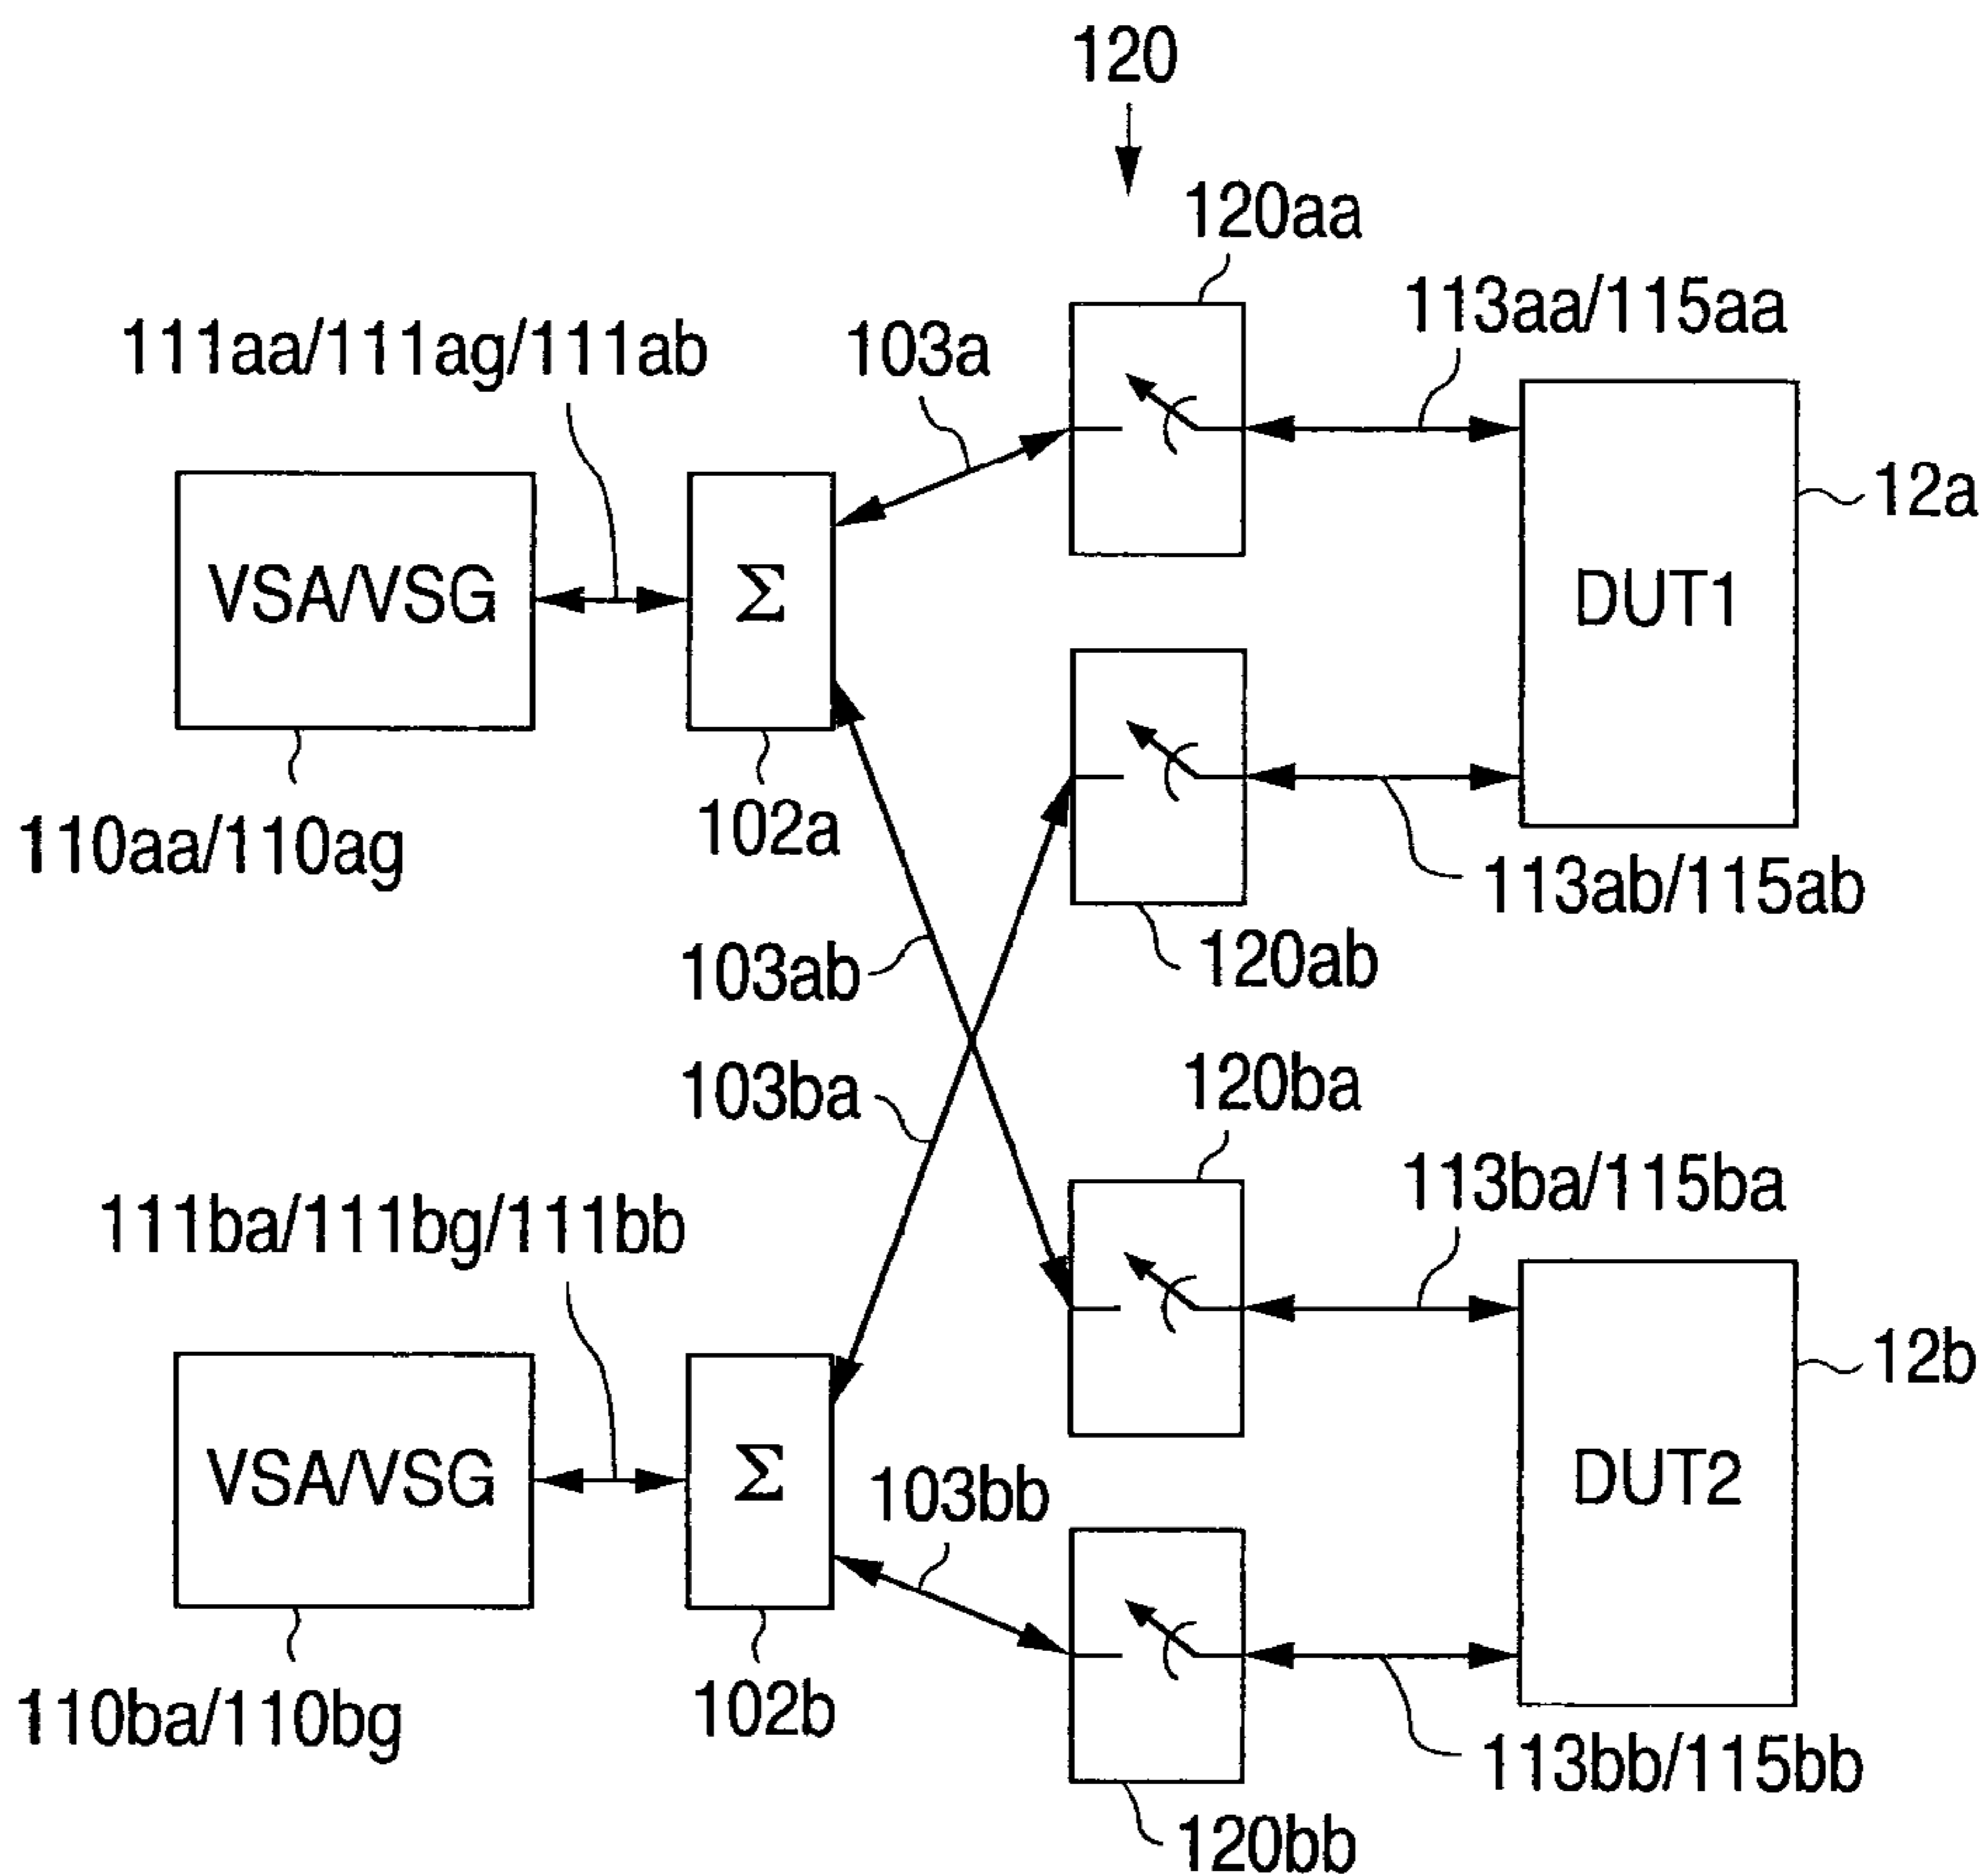 120
120aa
113aa/115aa
111aa/111ag/111ab
103a
12a
VSA/VSG
Σ
DUT1
110aa/110ag
102a
113ab/115ab
120ab
103ab
103ba
120ba
113ba/115ba
111ba/111bg/111bb
12b
VSA/VSG
Σ
103bb
DUT2
110ba/110bg
102b
113bb/115bb
120bb